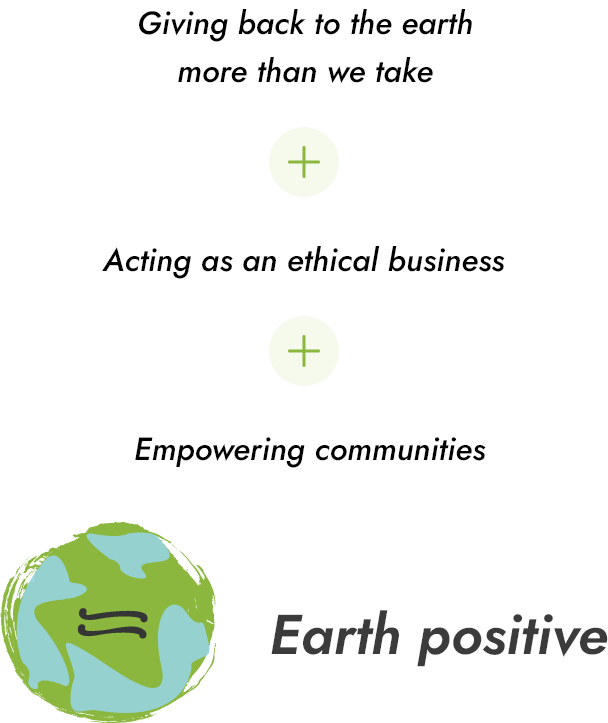 Giving back to the earth
more than we take
+
Acting as an ethical business
+
Empowering communities
=
Earth positive